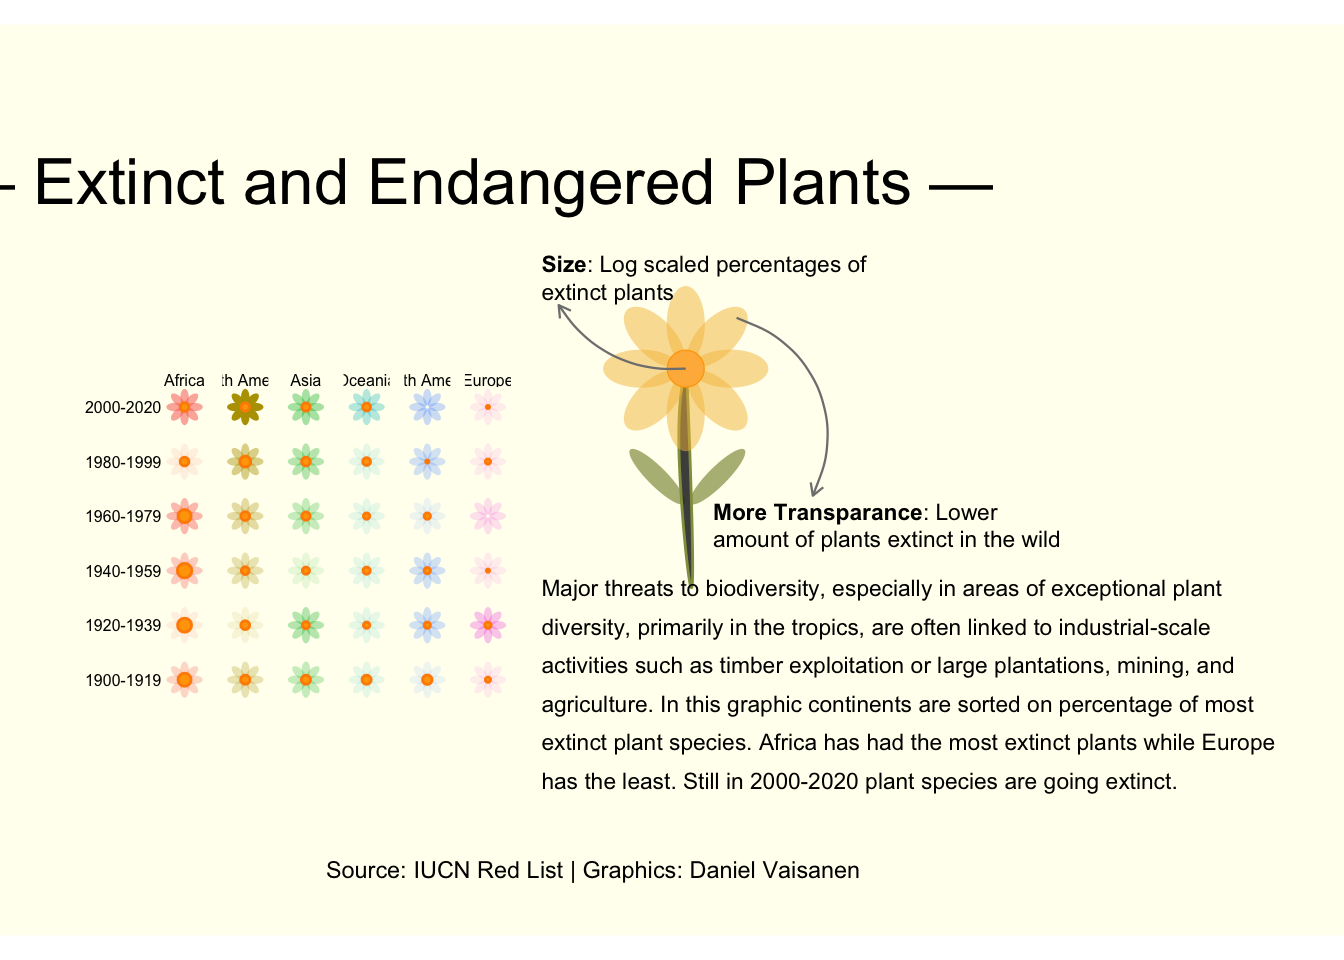 – Extinct and Endangered Plants —
Size: Log scaled percentages of
extinct plants
Africa th Ame Asia Oceani th Ame Europe
2000-2020
1980-1999
1960-1979
1940-1959
1920-1939
1900-1919
More Transparance: Lower
amount of plants extinct in the wild
Major threats to biodiversity, especially in areas of exceptional plant
diversity, primarily in the tropics, are often linked to industrial-scale
activities such as timber exploitation or large plantations, mining, and
agriculture. In this graphic continents are sorted on percentage of most
extinct plant species. Africa has had the most extinct plants while Europe
has the least. Still in 2000-2020 plant species are going extinct.
Source: IUCN Red List | Graphics: Daniel Vaisanen